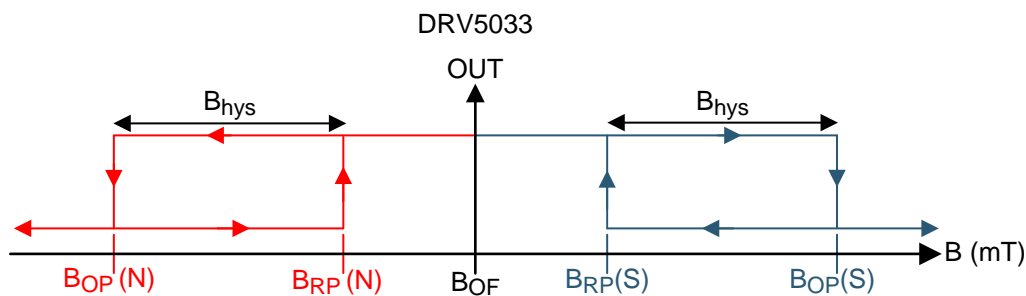 DRV5033
OUT
Bhys Bhys
B (mT)
BOP (N) BRP (N) BOF BRP(S) BOP(S)